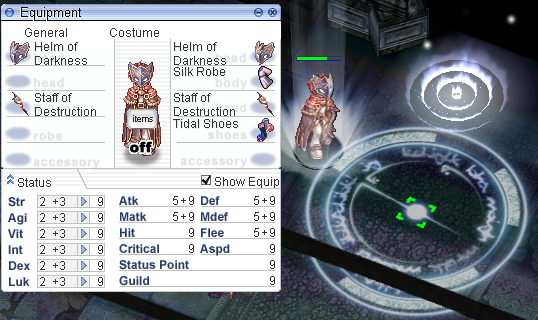 Equipment
General Costume
Helm of Darkness Helm of Darkness
head head
Silk Robe
body
Staff of Destruction Staff of Destruction
items
off
robe Tidal Shoes
shoes
accessory accessory
Status Show Equip
Str 2 +3 9 Atk 5+9 Def 5+9
Agi 2 +3 9 Matk 5+9 Mdef 5+9
Vit 2 +3 9 Hit 9 Flee 5+9
Int 2 +3 9 Critical 9 Aspd 9
Dex 2 +3 9 Status Point 9
Luk 2 +3 9 Guild 9